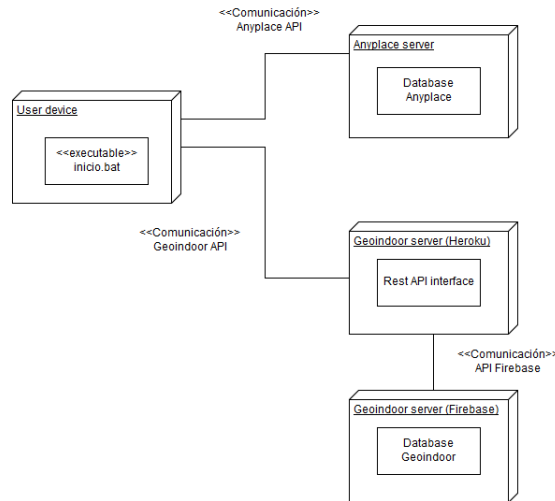 <<Comunicación>>
Anyplace API
Anyplace server
Database
Anyplace
User device
<<executable>>
inicio.bat
<<Comunicación>>
Geoindoor API
Geoindoor server (Heroku)
Rest API interface
<<Comunicación>>
API Firebase
Geoindoor server (Firebase)
Database
Geoindoor